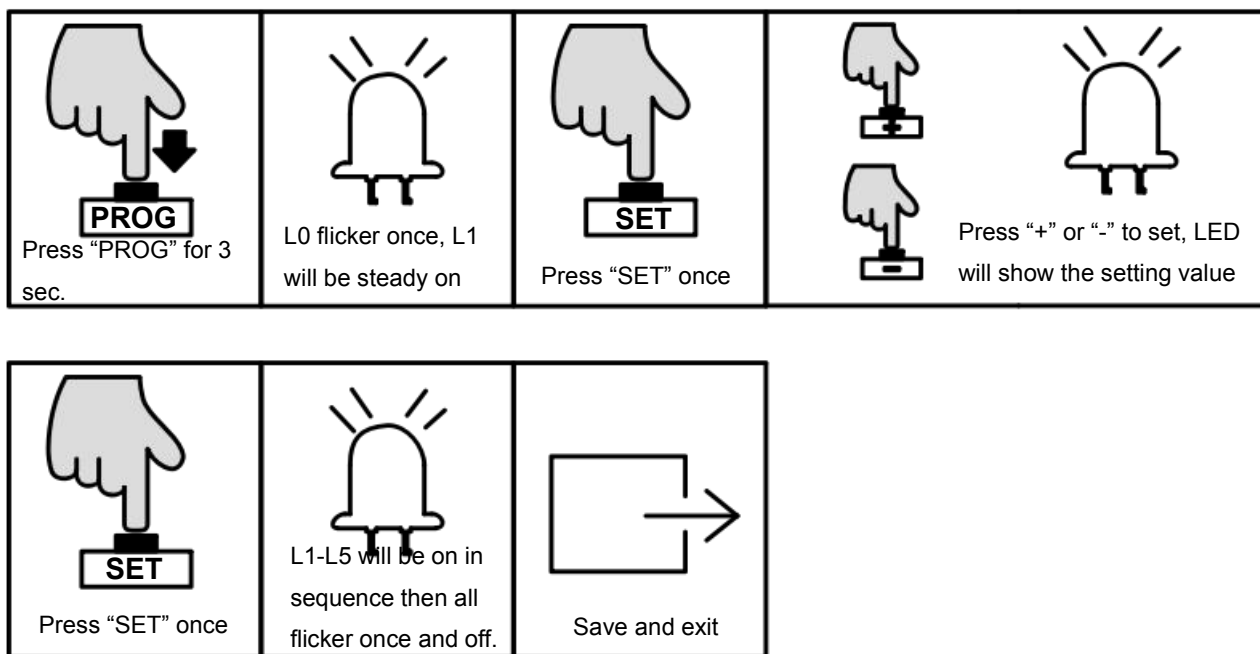 PROG
Press “PROG” for 3
sec.
L0 flicker once, L1
will be steady on
SET
Press “SET” once
+
-
Press “+” or “-” to set, LED
will show the setting value
SET
Press “SET” once
L1-L5 will be on in
sequence then all
flicker once and off.
Save and exit